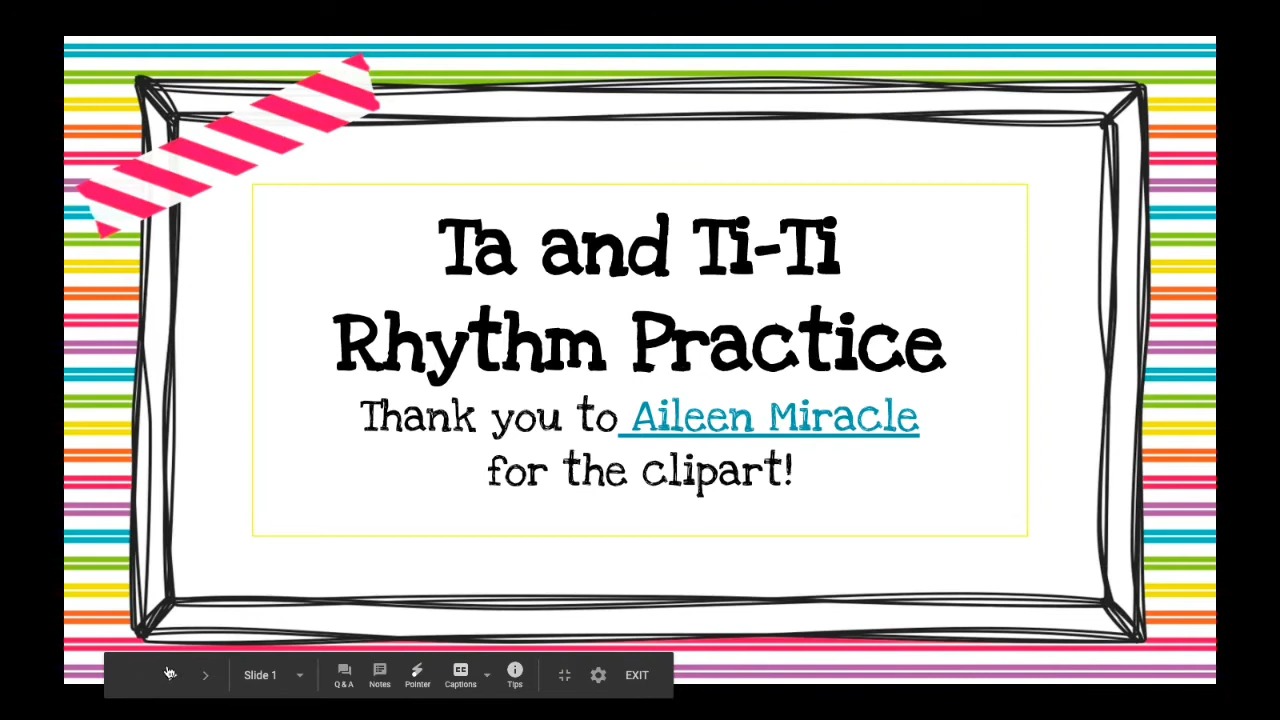 Ta and Ti-Ti
Rhythm Practice
Thank you to Aileen Miracle
for the clipart!
Slide 1
Q & A
Notes
Pointer
CC
Captions
Tips
EXIT